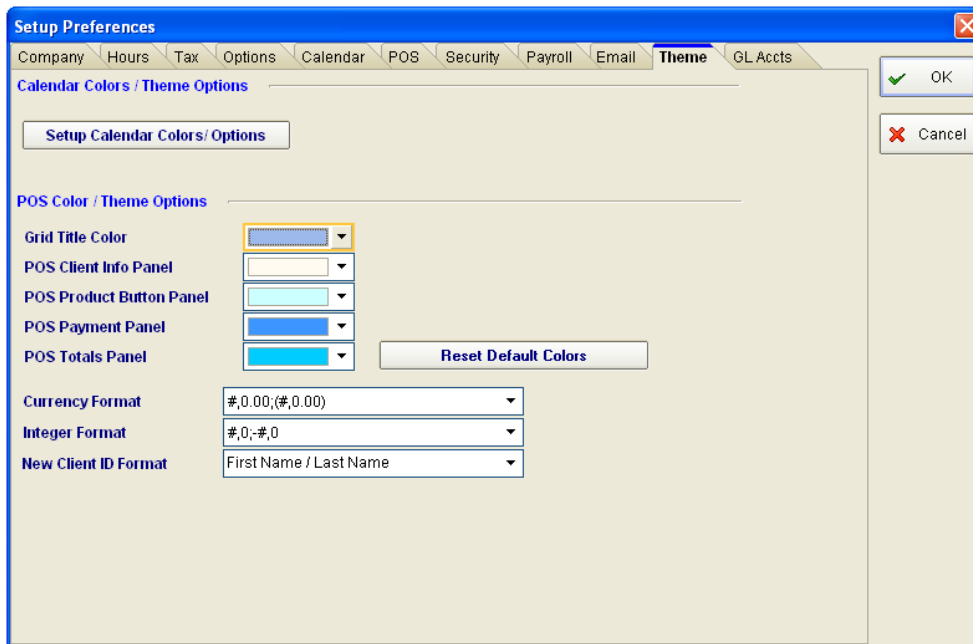 Setup Preferences
Company Hours Tax Options Calendar POS Security Payroll Email Theme GL Accts
OK
Calendar Colors / Theme Options
Cancel
Setup Calendar Colors/ Options
POS Color / Theme Options
Grid Title Color
POS Client Info Panel
POS Product Button Panel
POS Payment Panel
POS Totals Panel
Reset Default Colors
Currency Format #,0.00;(#,0.00)
Integer Format #,0;-#,0
New Client ID Format First Name / Last Name